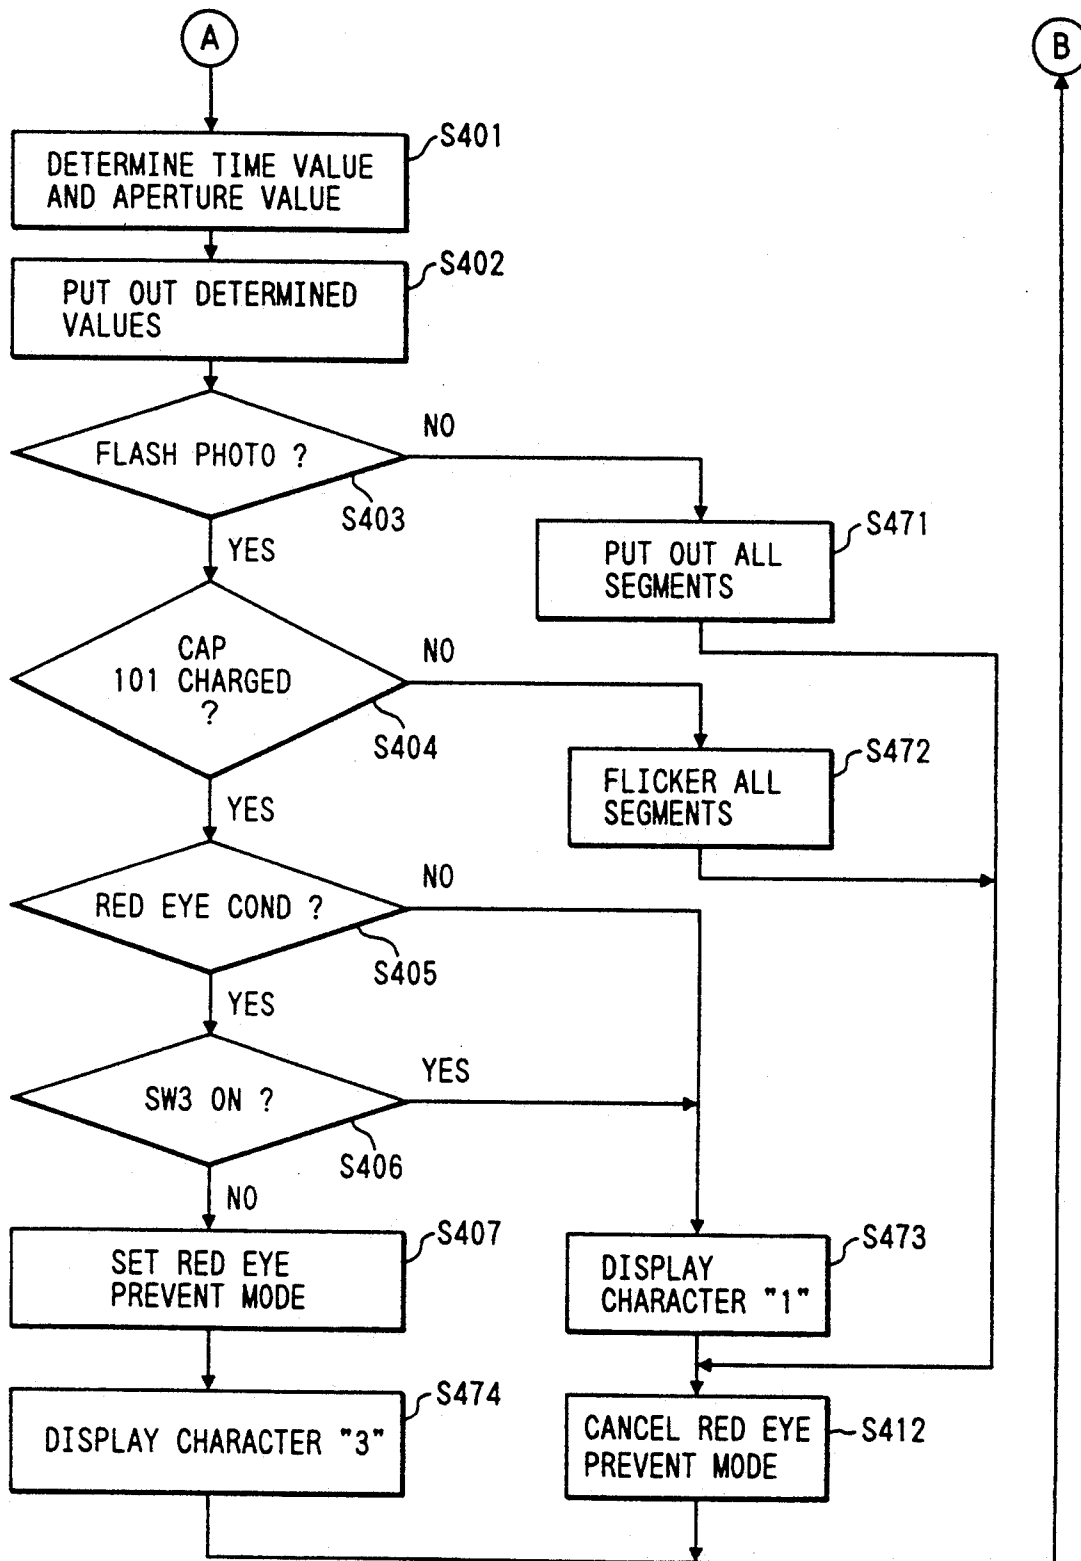 A
B
S401
DETERMINE TIME VALUE
AND APERTURE VALUE
S402
PUT OUT DETERMINED
VALUES
FLASH PHOTO ?
NO
S403
YES
S471
PUT OUT ALL
SEGMENTS
CAP
101 CHARGED
?
NO
S404
YES
S472
FLICKER ALL
SEGMENTS
RED EYE COND ?
NO
S405
YES
SW3 ON ?
YES
S406
NO
S407
SET RED EYE
PREVENT MODE
S473
DISPLAY
CHARACTER "1"
S474
DISPLAY CHARACTER "3"
S412
CANCEL RED EYE
PREVENT MODE